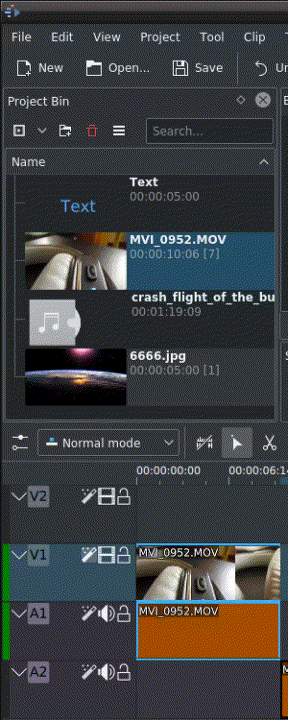 File Edit View Project Tool Clip
New Open... Save
Project Bin
Search...
Name
Text
00:00:05:00
Text
MVI_0952.MOV
00:00:10:06 [7]
crash_flight_of_the_bu
00:01:19:09
6666.jpg
00:00:05:00 [1]
Normal mode
00:00:00:00 00:00:06:14
V2
V1 MVI_0952.MOV
A1 MVI_0952.MOV
A2